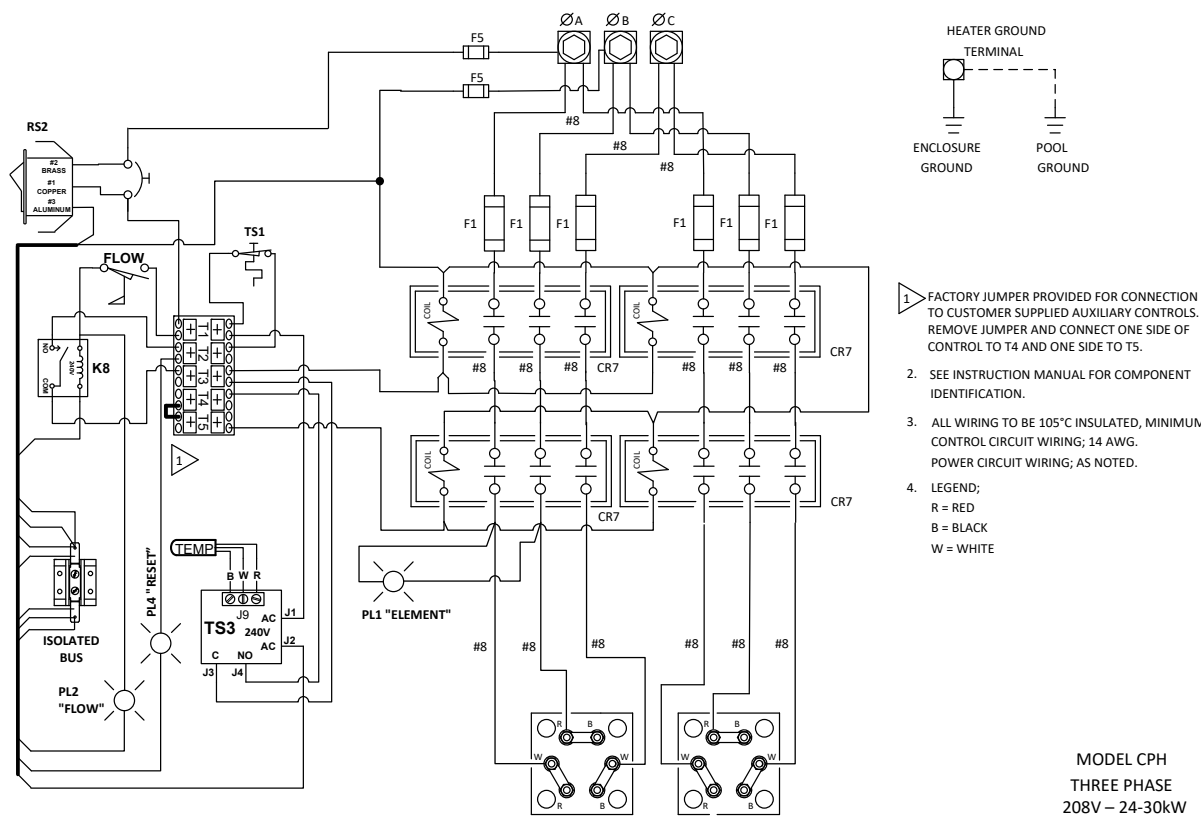 ØA
ØB
ØC
F5
F5
#8
#8
#8
HEATER GROUND
TERMINAL
ENCLOSURE
GROUND
POOL
GROUND
RS2
#2
BRASS
#1
COPPER
#3
ALUMINUM
F1
F1
F1
F1
F1
F1
TS1
FLOW
NO
COM
240V
K8
T1
T2
T3
T4
T5
1
COIL
COIL
CR7
CR7
#8
#8
#8
#8
#8
#8
COIL
COIL
CR7
CR7
1 FACTORY JUMPER PROVIDED FOR CONNECTION
TO CUSTOMER SUPPLIED AUXILIARY CONTROLS.
REMOVE JUMPER AND CONNECT ONE SIDE OF
CONTROL TO T4 AND ONE SIDE TO T5.
2. SEE INSTRUCTION MANUAL FOR COMPONENT
IDENTIFICATION.
3. ALL WIRING TO BE 105°C INSULATED, MINIMUM
CONTROL CIRCUIT WIRING; 14 AWG.
POWER CIRCUIT WIRING; AS NOTED.
4. LEGEND;
R = RED
B = BLACK
W = WHITE
TEMP
B W R
J9
TS3
240V
AC
AC
J1
J2
C NO
J3 J4
ISOLATED
BUS
PL4 "RESET"
PL2
"FLOW"
PL1 "ELEMENT"
#8
#8
#8
#8
#8
#8
R
B
W
W
R
B
R
B
W
W
R
B
MODEL CPH
THREE PHASE
208V – 24-30kW